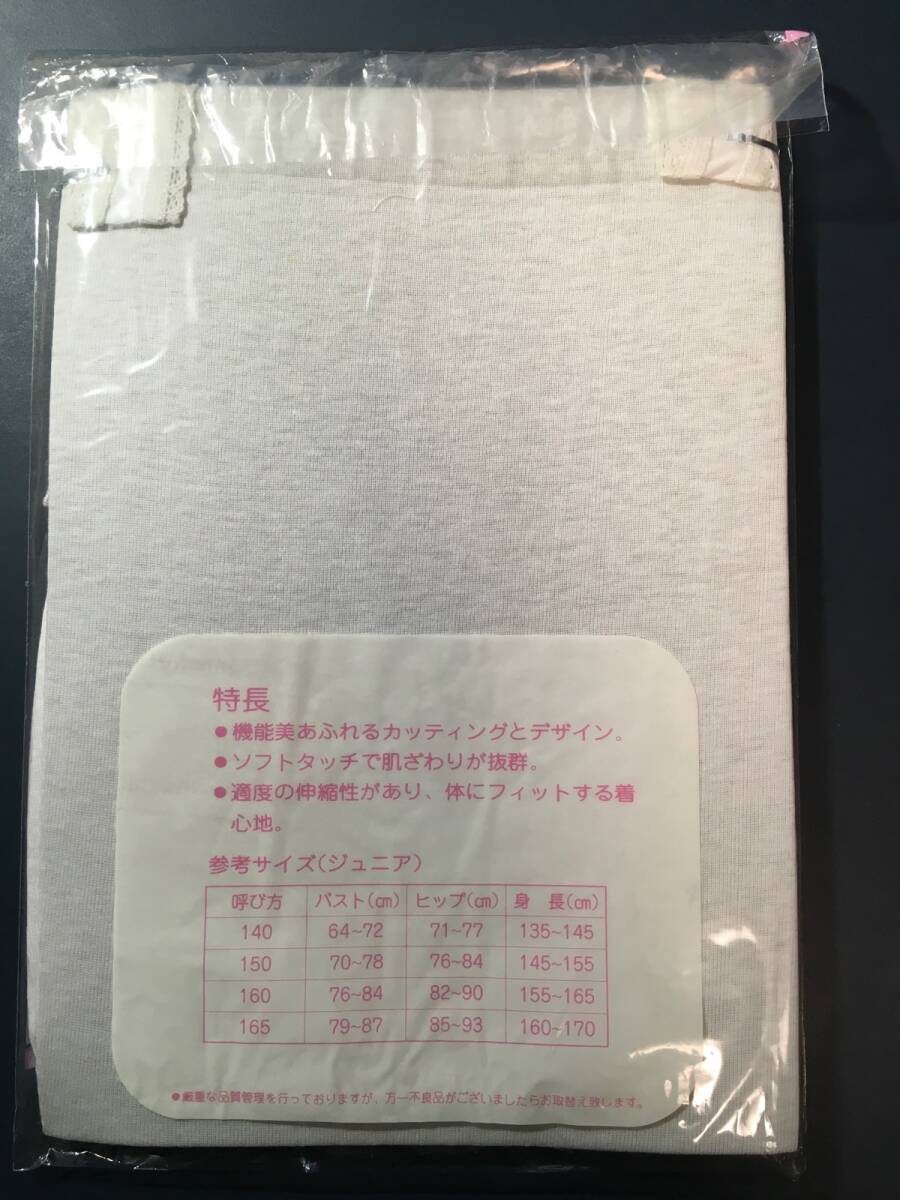 特長
●機能美あふれるカッティングとデザイン。
●ソフトタッチで肌ざわりが抜群。
●適度の伸縮性があり、体にフィットする着
心地。
参考サイズ(ジュニア)
呼び方 バスト(㎝) ヒップ(㎝) 身 長(㎝)
140 64~72 71~77 135~145
150 70~78 76~84 145~155
160 76~84 82~90 155~165
165 79~87 85~93 160~170
●厳重な品質管理を行っておりますが、万一不良品がございましたらお取替え致します。